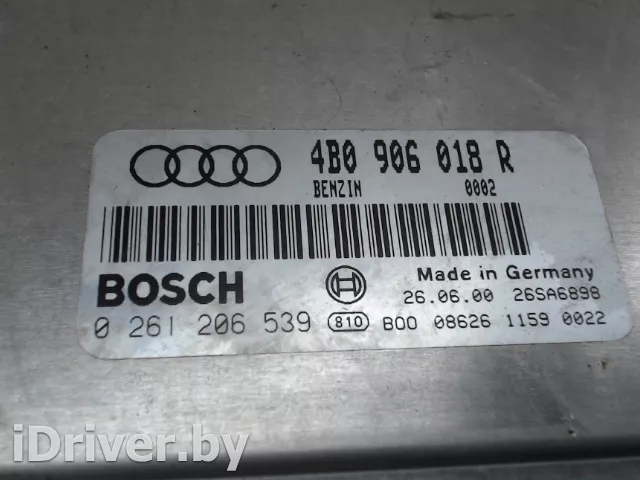 4B0 906 018 R
BENZIN 0002
BOSCH
Made in Germany
26.06.00 26SA6898
0 261 206 539 810 B00 08626 1159 0022
iDriver.by